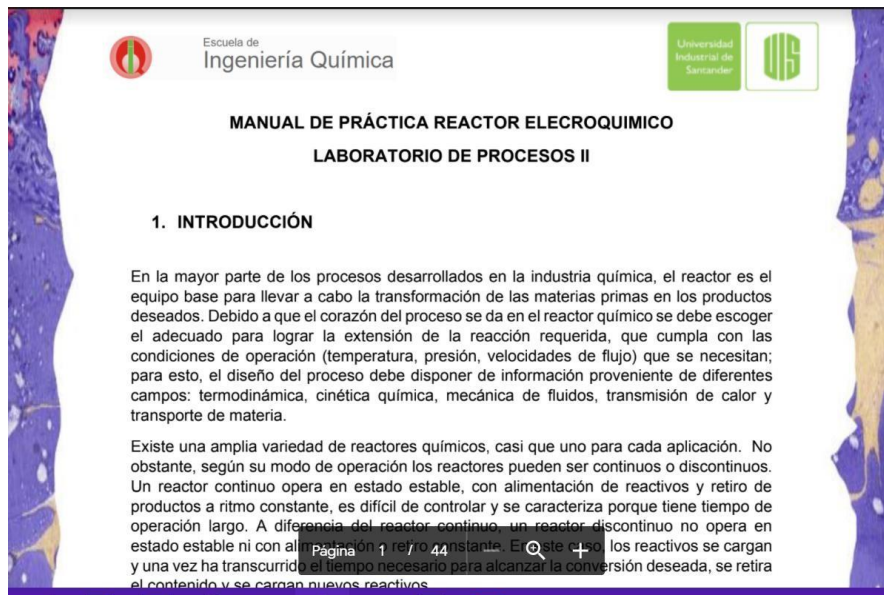 Escuela de
Ingeniería Química
Universidad
Industrial de
Santander
UIS
MANUAL DE PRÁCTICA REACTOR ELECROQUIMICO
LABORATORIO DE PROCESOS II
1. INTRODUCCIÓN
En la mayor parte de los procesos desarrollados en la industria química, el reactor es el
equipo base para llevar a cabo la transformación de las materias primas en los productos
deseados. Debido a que el corazón del proceso se da en el reactor químico se debe escoger
el adecuado para lograr la extensión de la reacción requerida, que cumpla con las
condiciones de operación (temperatura, presión, velocidades de flujo) que se necesitan;
para esto, el diseño del proceso debe disponer de información proveniente de diferentes
campos: termodinámica, cinética química, mecánica de fluidos, transmisión de calor y
transporte de materia.
Existe una amplia variedad de reactores químicos, casi que uno para cada aplicación. No
obstante, según su modo de operación los reactores pueden ser continuos o discontinuos.
Un reactor continuo opera en estado estable, con alimentación de reactivos y retiro de
productos a ritmo constante, es difícil de controlar y se caracteriza porque tiene tiempo de
operación largo. A diferencia del reactor continuo, un reactor discontinuo no opera en
estado estable ni con alimentación o retiro constante. En este caso, los reactivos se cargan
y una vez ha transcurrido el tiempo necesario para alcanzar la conversión deseada, se retira
el contenido y se cargan nuevos reactivos.
Página 1 / 44